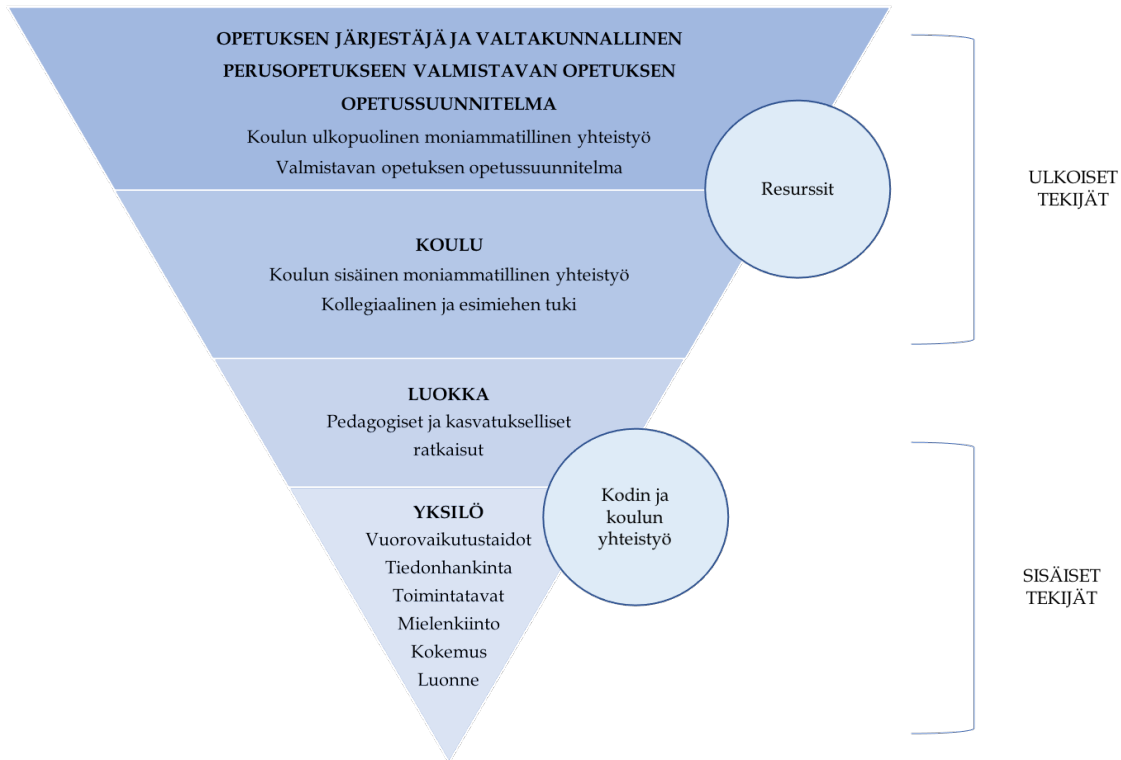 OPETUKSEN JÄRJESTÄJÄ JA VALTAKUNNALLINEN
PERUSOPETUKSEEN VALMISTAVAN OPETUKSEN
OPETUSSUUNNITELMA
Koulun ulkopuolinen moniammatillinen yhteistyö
Valmistavan opetuksen opetussuunnitelma
Resurssit
ULKOISET
TEKIJÄT
KOULU
Koulun sisäinen moniammatillinen yhteistyö
Kollegiaalinen ja esimiehen tuki
LUOKKA
Pedagogiset ja kasvatukselliset
ratkaisut
Kodin ja
koulun
yhteistyö
YKSILÖ
Vuorovaikutustaidot
Tiedonhankinta
Toimintatavat
Mielenkiinto
Kokemus
Luonne
SISÄISET
TEKIJÄT